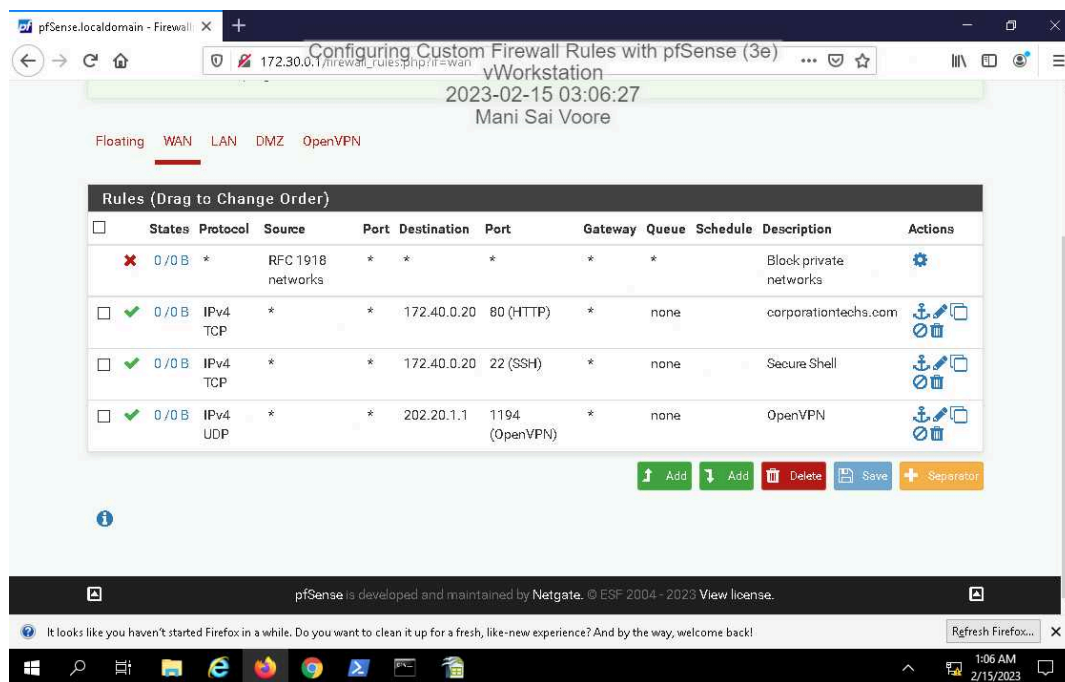 pfSense.localdomain - Firewall:
172.30.0.1/firewall_rules.php?if=wan
Configuring Custom Firewall Rules with pfSense (3e)
vWorkstation
2023-02-15 03:06:27
Mani Sai Voore
Floating WAN LAN DMZ OpenVPN
Rules (Drag to Change Order)
States Protocol Source Port Destination Port Gateway Queue Schedule Description Actions
0/0 B * RFC 1918 * * * * * Block private
networks networks
0/0 B IPv4 * * 172.40.0.20 80 (HTTP) * none corporationtechs.com
TCP
0/0 B IPv4 * * 172.40.0.20 22 (SSH) * none Secure Shell
TCP
0/0 B IPv4 * * 202.20.1.1 1194 * none OpenVPN
UDP (OpenVPN)
Add Add Delete Save Separator
pfSense is developed and maintained by Netgate. © ESF 2004 - 2023 View license.
It looks like you haven't started Firefox in a while. Do you want to clean it up for a fresh, like-new experience? And by the way, welcome back! Refresh Firefox...
1:06 AM
2/15/2023